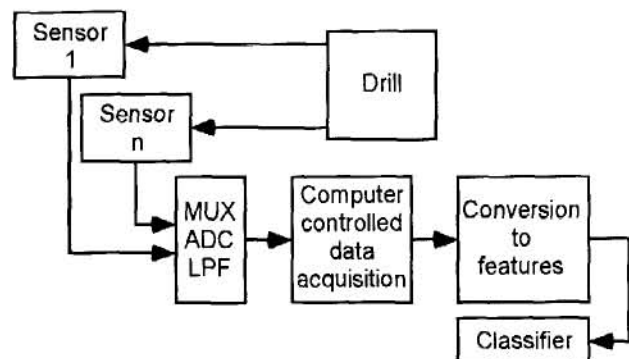 Sensor
1
Drill
Sensor
n
MUX
ADC
LPF
Computer
controlled
data
acquisition
Conversion
to
features
Classifier